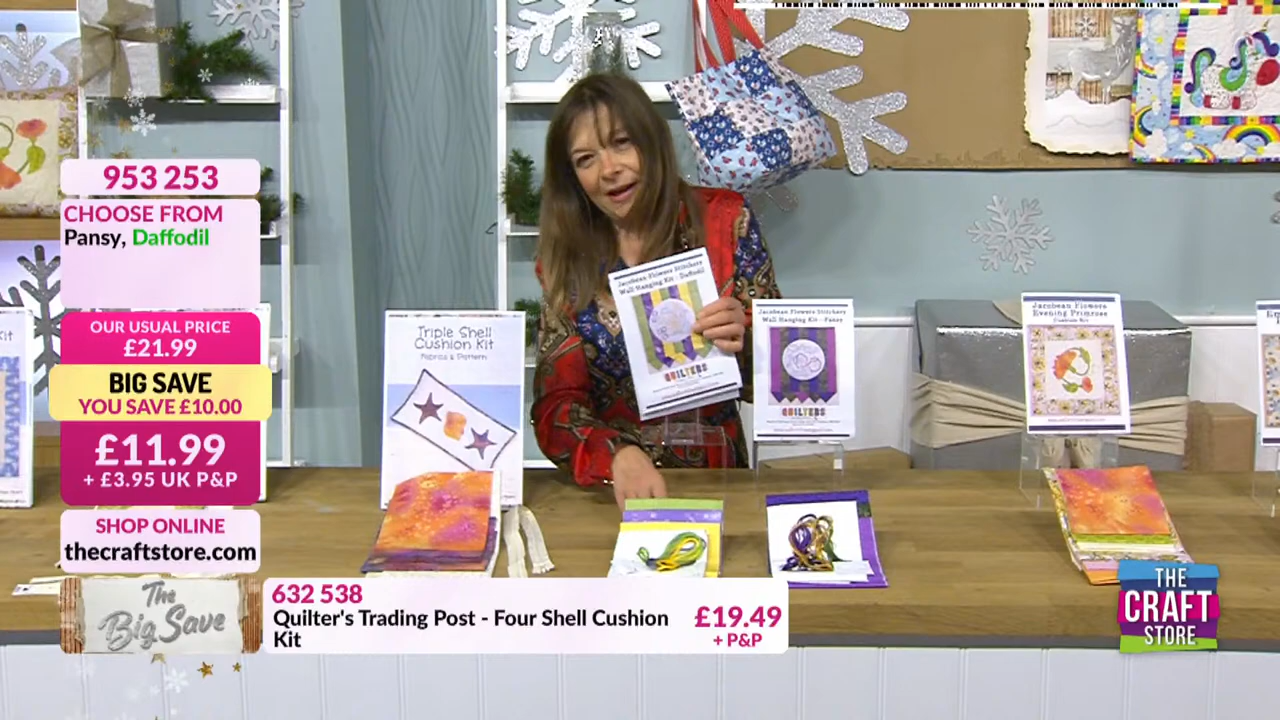 953 253
CHOOSE FROM
Pansy, Daffodil
OUR USUAL PRICE
£21.99
BIG SAVE
YOU SAVE £10.00
£11.99
+ £3.95 UK P&P
SHOP ONLINE
thecraftstore.com
The
Big Save
632 538
Quilter's Trading Post - Four Shell Cushion
Kit
£19.49
+ P&P
THE
CRAFT
STORE
Triple Shell
Cushion Kit
Fabrics & Pattern
Jacobean Flowers Stitchery
Wall Hanging Kit - Daffodil
QUILTERS
Jacobean Flowers Stitchery
Wall Hanging Kit - Pansy
QUILTERS
Jacobean Flowers
Evening Primrose
Cushion Kit
Kit